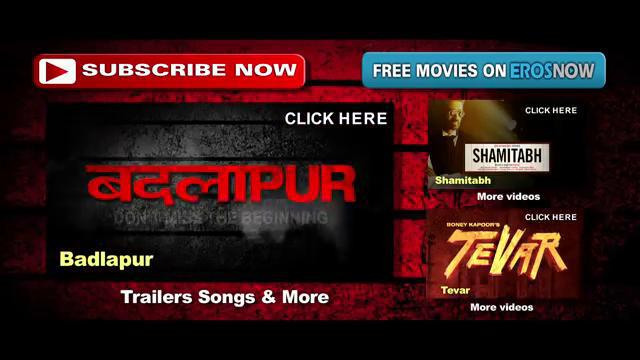 SUBSCRIBE NOW
FREE MOVIES ON EROSNOW
CLICK HERE
बदलाPUR
DON'T MISS THE BEGINNING
Badlapur
Trailers Songs & More
CLICK HERE
SHAMITABH
Shamitabh
More videos
CLICK HERE
BONEY KAPOOR'S
TEVAR
Tevar
More videos